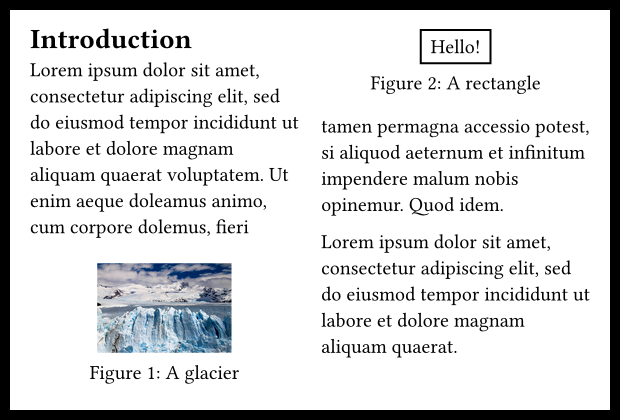 Introduction
Lorem ipsum dolor sit amet,
consectetur adipiscing elit, sed
do eiusmod tempor incididunt ut
labore et dolore magnam
aliquam quaerat voluptatem. Ut
enim aeque doleamus animo,
cum corpore dolemus, fieri
Figure 1: A glacier
Hello!
Figure 2: A rectangle
tamen permagna accessio potest,
si aliquod aeternum et infinitum
impendere malum nobis
opinemur. Quod idem.
Lorem ipsum dolor sit amet,
consectetur adipiscing elit, sed
do eiusmod tempor incididunt ut
labore et dolore magnam
aliquam quaerat.